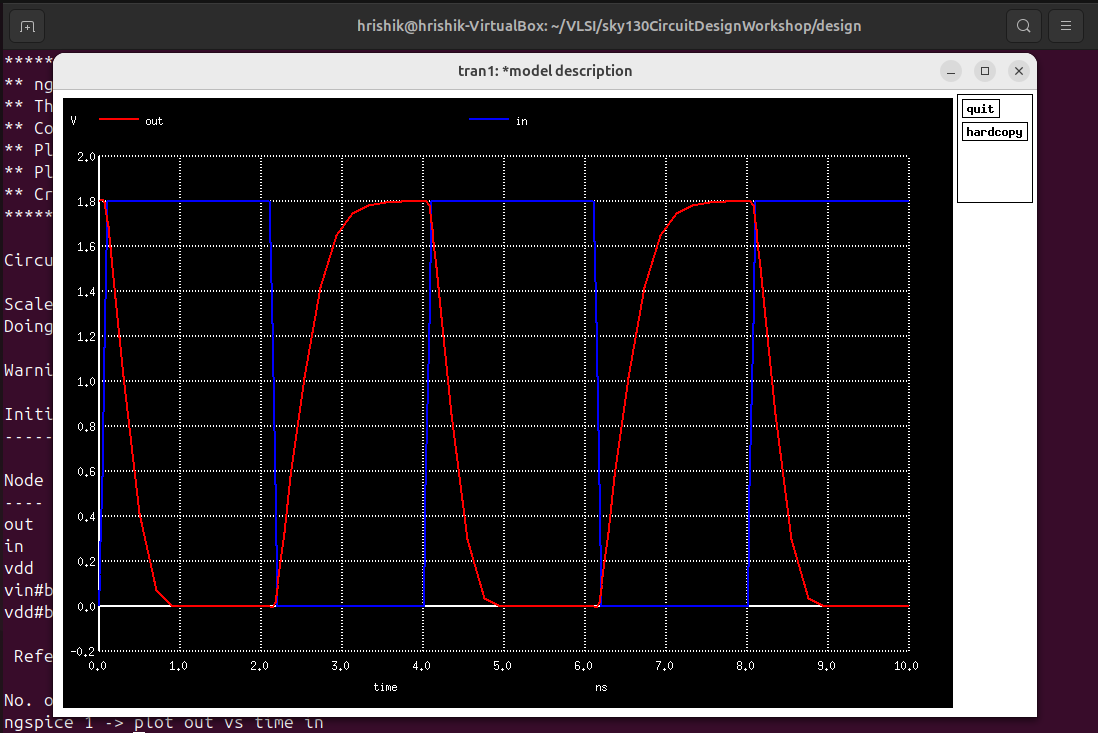 hrishik@hrishik-VirtualBox: ~/VLSI/sky130CircuitDesignWorkshop/design
*****
** ng
** Th
** Co
** Pl
** Pl
** Cr
*****
Circu
Scale
Doing
Warni
Initi
-----
Node
----
out
in
vdd
vin#b
vdd#b
Refe
No. o
ngspice 1 -> plot out vs time in
tran1: *model description
quit
hardcopy
V out in
2.0
1.8
1.6
1.4
1.2
1.0
0.8
0.6
0.4
0.2
0.0
-0.2
0.0 1.0 2.0 3.0 4.0 5.0 6.0 7.0 8.0 9.0 10.0
time ns